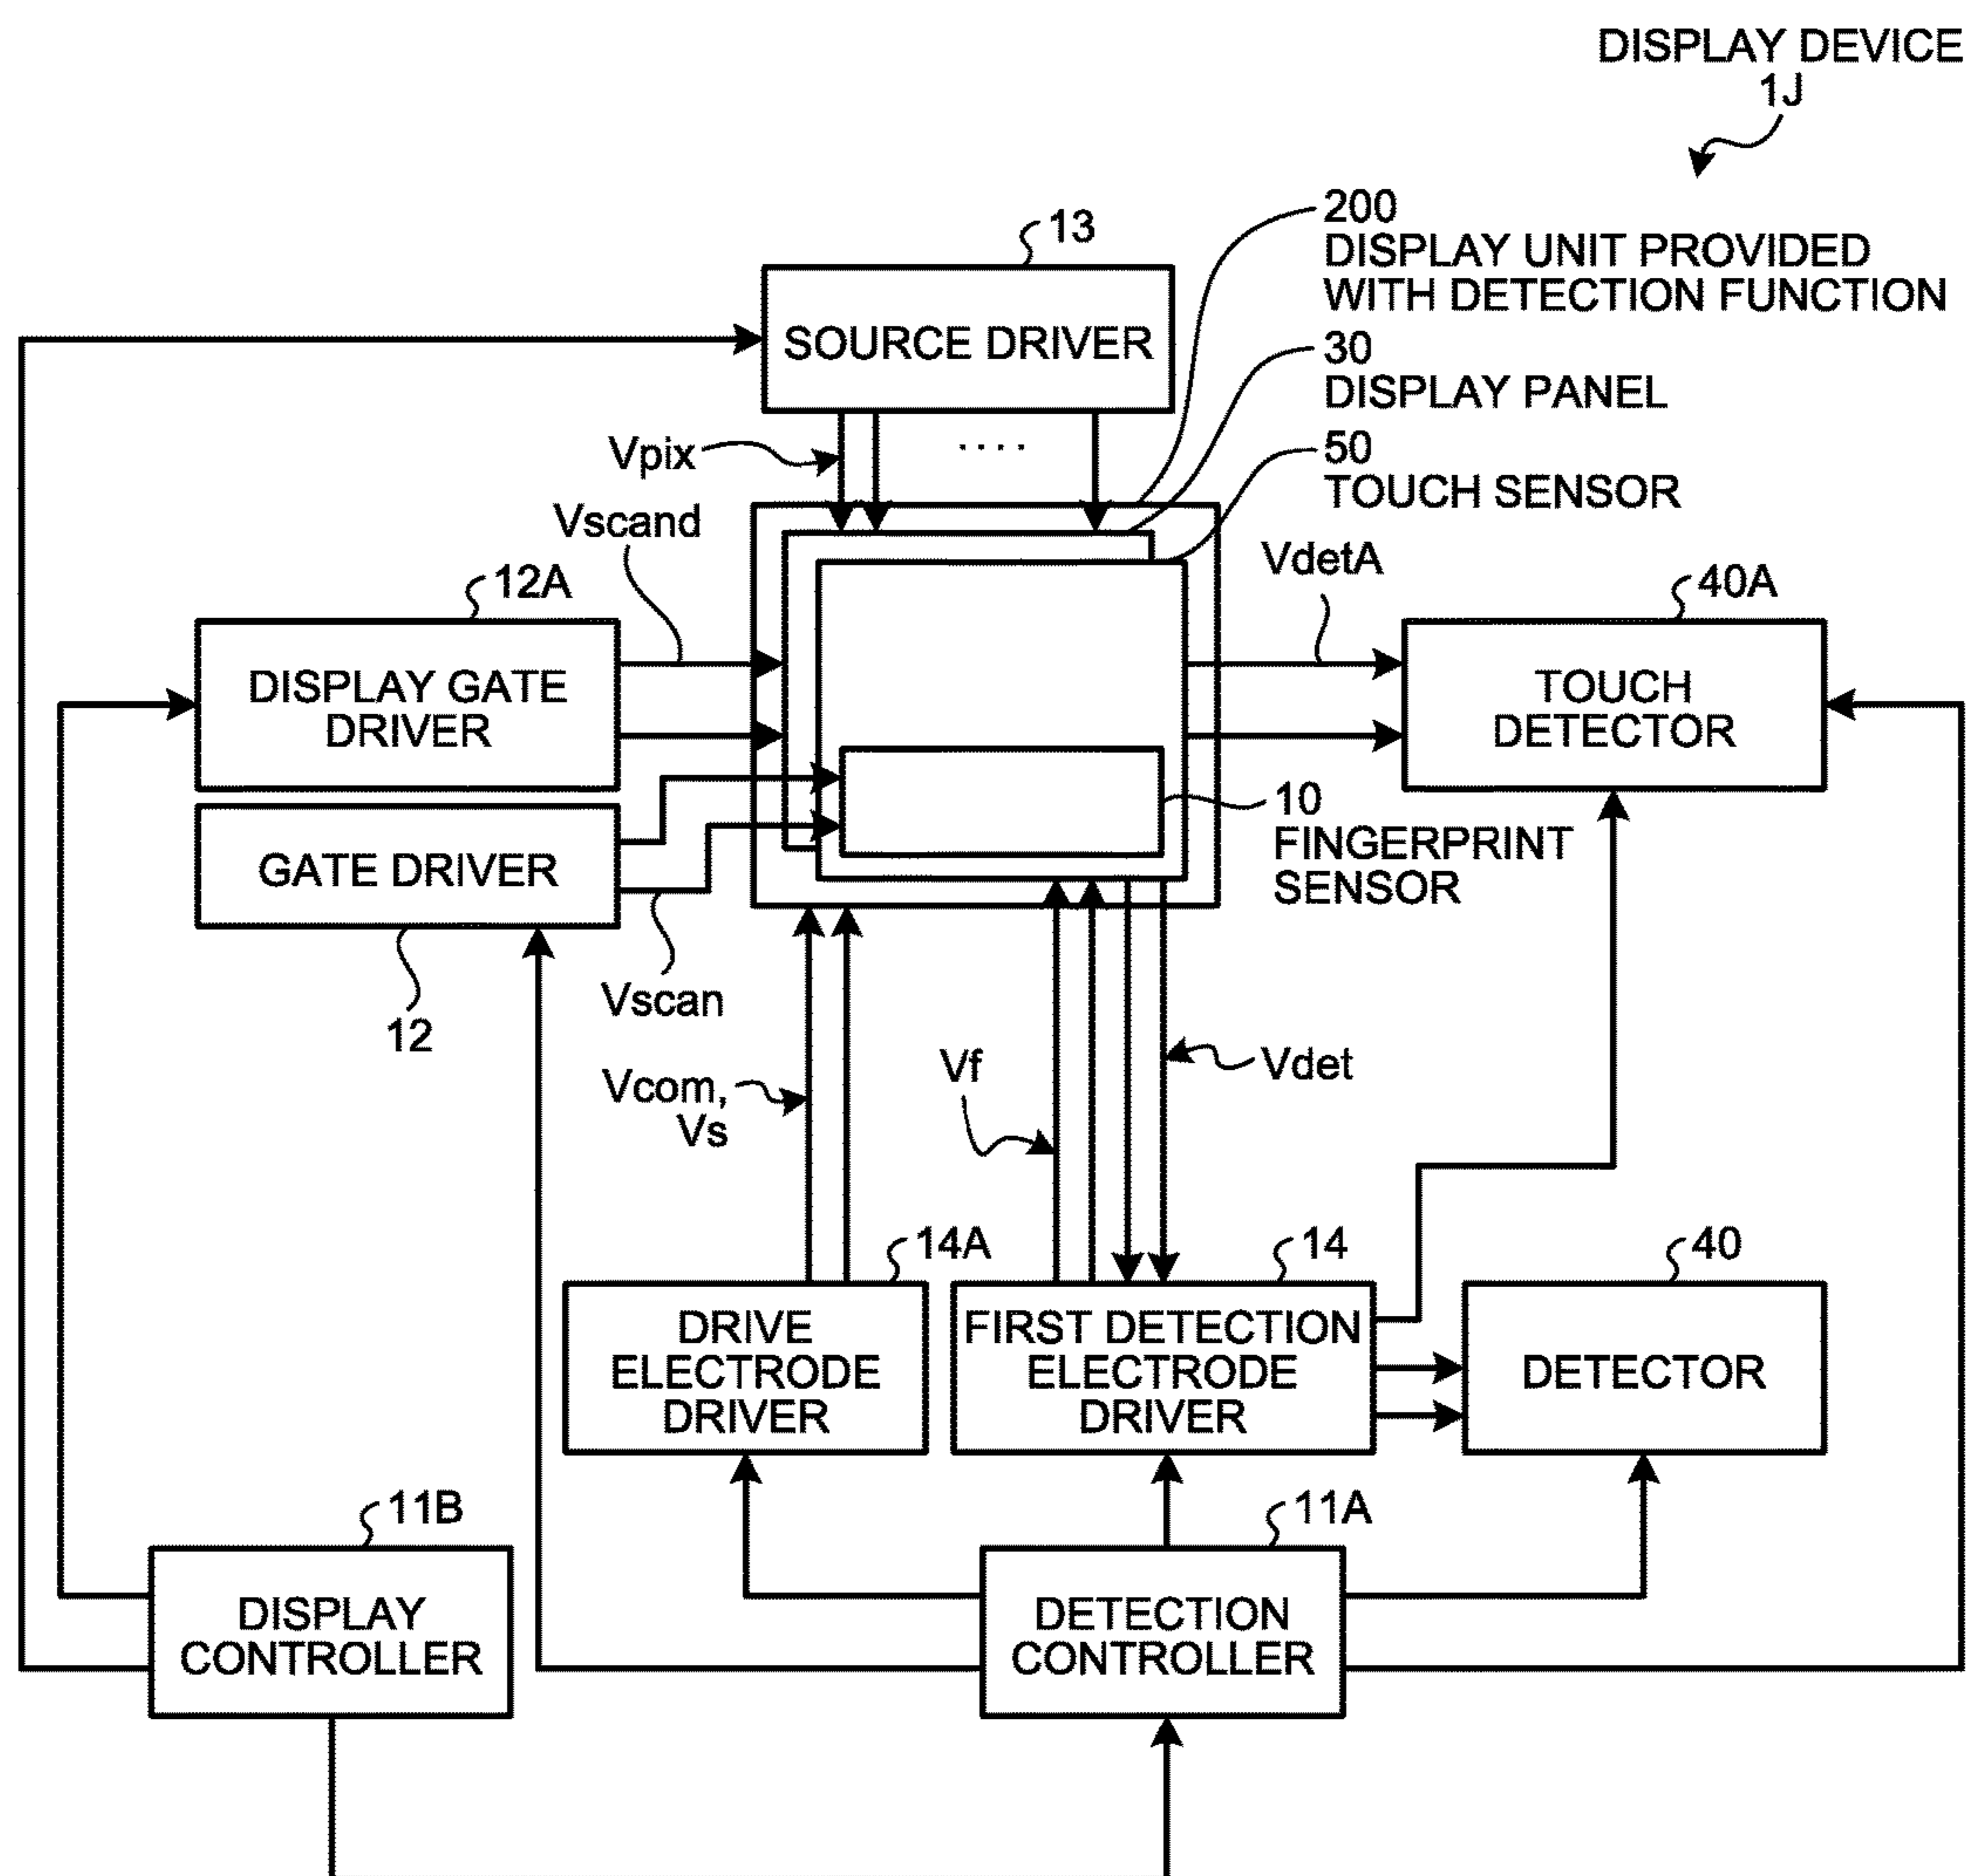 DISPLAY DEVICE
1J
200
DISPLAY UNIT PROVIDED
WITH DETECTION FUNCTION
13
SOURCE DRIVER
30
DISPLAY PANEL
50
TOUCH SENSOR
Vpix
....
Vscand
VdetA
12A
40A
DISPLAY GATE
DRIVER
TOUCH
DETECTOR
10
FINGERPRINT
SENSOR
GATE DRIVER
12
Vscan
Vcom,
Vs
Vf
Vdet
14A
14
40
DRIVE
ELECTRODE
DRIVER
FIRST DETECTION
ELECTRODE
DRIVER
DETECTOR
11B
11A
DISPLAY
CONTROLLER
DETECTION
CONTROLLER